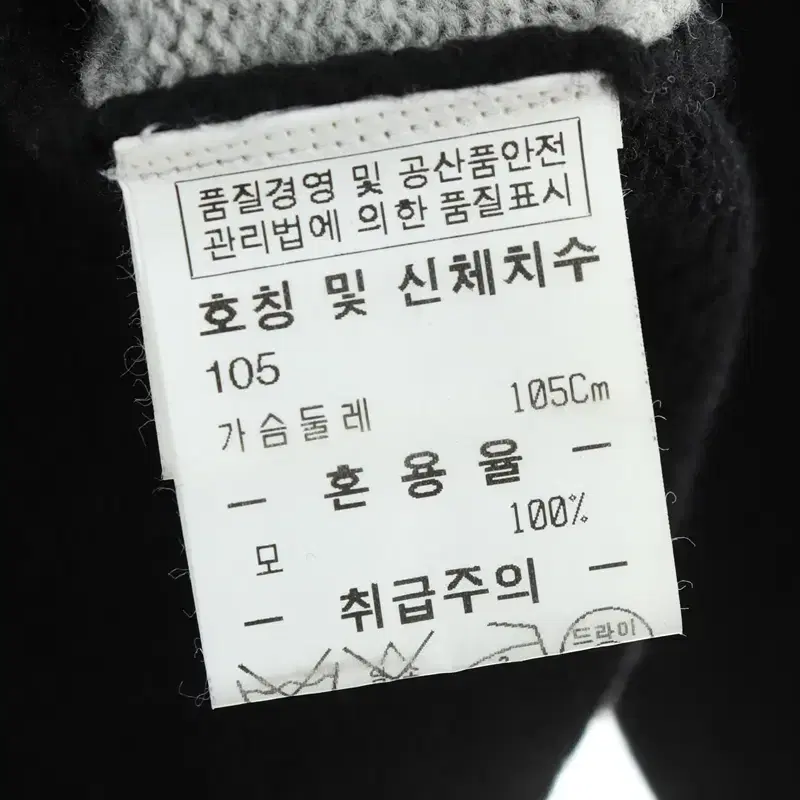 품질경영 및 공산품안전
관리법에 의한 품질표시
호칭 및 신체치수
105
가슴둘레 105Cm
- 혼용율 -
모 100%
- 취급주의 -
드라이